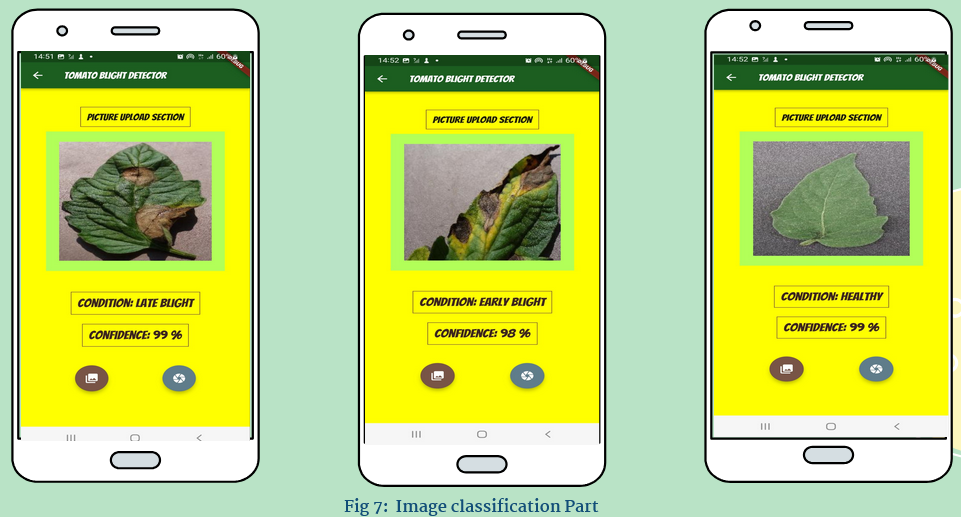 14:51
60%
DEBUG
TOMATO BLIGHT DETECTOR
PICTURE UPLOAD SECTION
CONDITION: LATE BLIGHT
CONFIDENCE: 99 %
14:52
60%
DEBUG
TOMATO BLIGHT DETECTOR
PICTURE UPLOAD SECTION
CONDITION: EARLY BLIGHT
CONFIDENCE: 98 %
14:52
60%
DEBUG
TOMATO BLIGHT DETECTOR
PICTURE UPLOAD SECTION
CONDITION: HEALTHY
CONFIDENCE: 99 %
Fig 7: Image classification Part